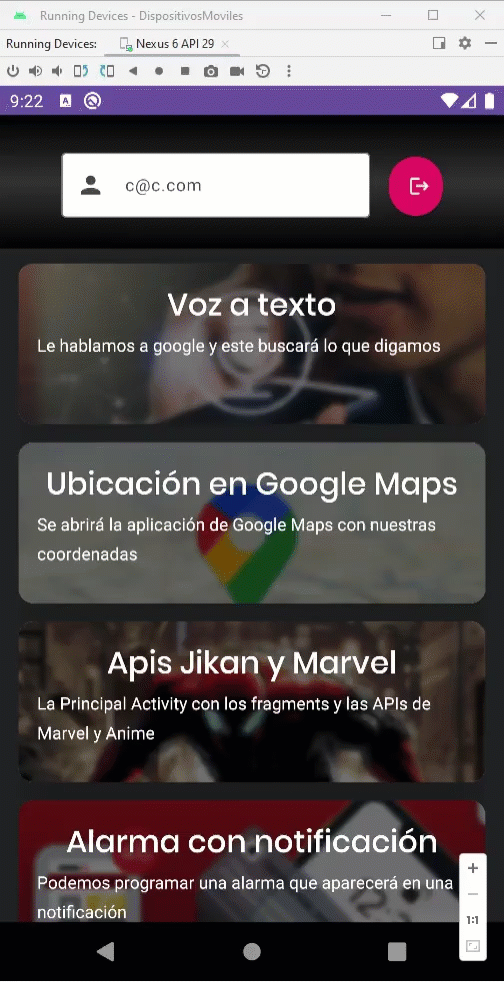 Running Devices - DispositivosMoviles
Running Devices:
Nexus 6 API 29
9:22
A
c@c.com
Voz a texto
Le hablamos a google y este buscará lo que digamos
Ubicación en Google Maps
Se abrirá la aplicación de Google Maps con nuestras
coordenadas
Apis Jikan y Marvel
La Principal Activity con los fragments y las APIs de
Marvel y Anime
Alarma con notificación
Podemos programar una alarma que aparecerá en una
notificación
1:1